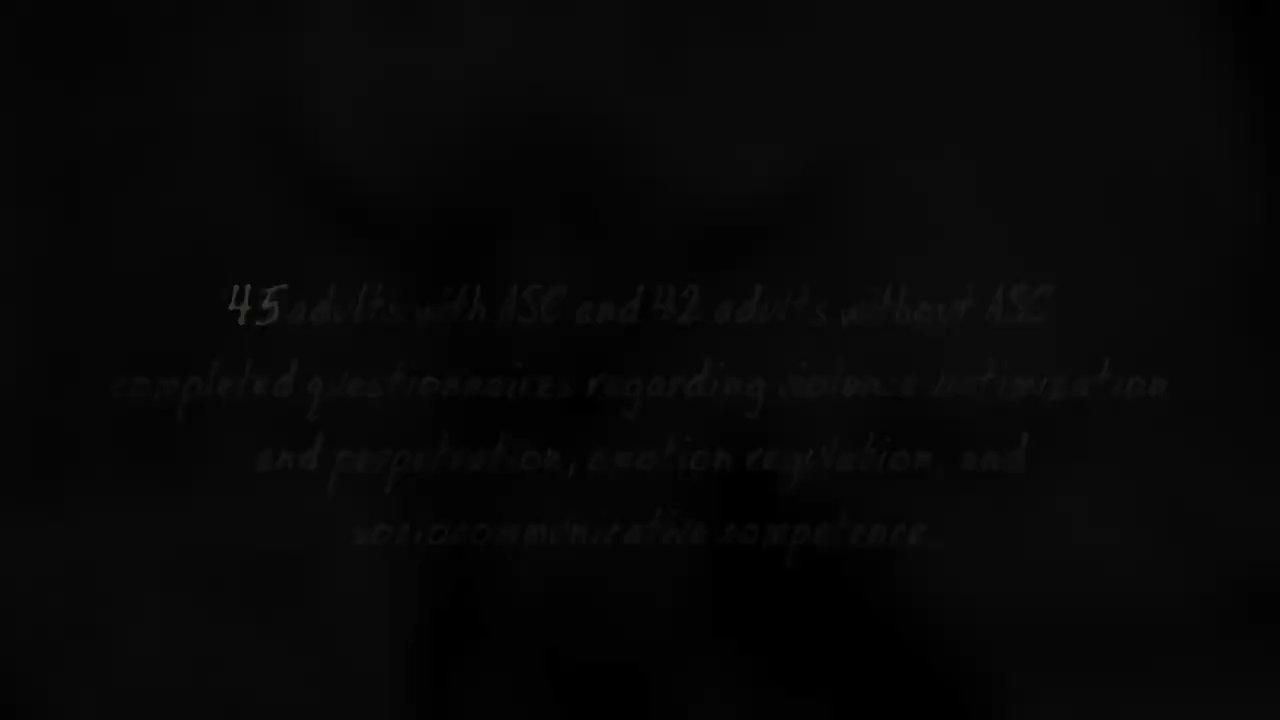 45 adults with ASC and 42 adults without ASC
completed questionnaires regarding violence victimization
and perpetration, emotion regulation, and
sociocommunicative competence.